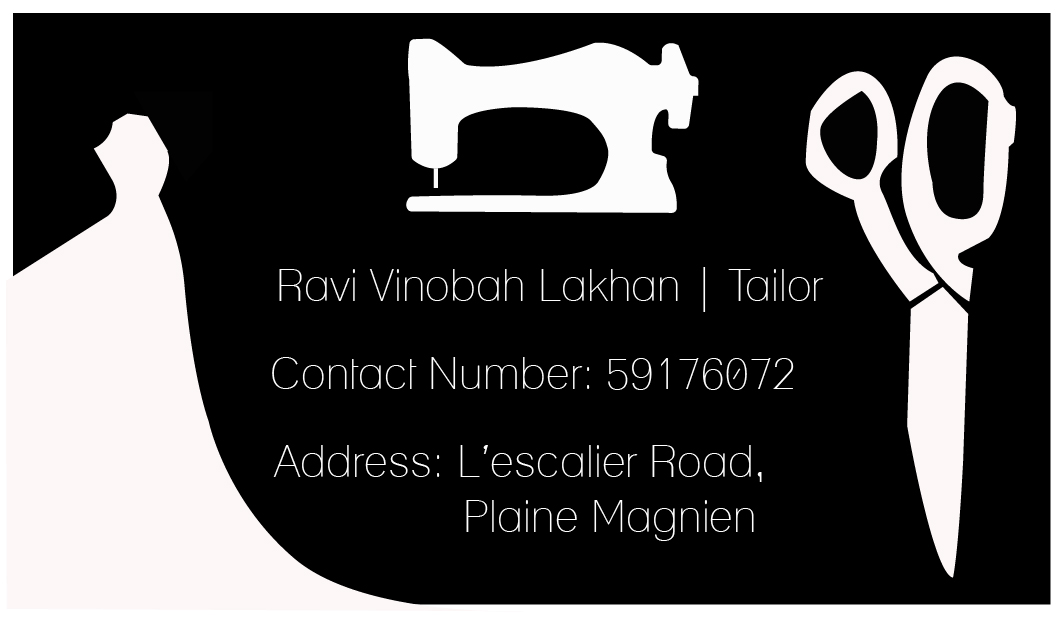 Ravi Vinobah Lakhan | Tailor
Contact Number: 59176072
Address: L'escalier Road,
Plaine Magnien